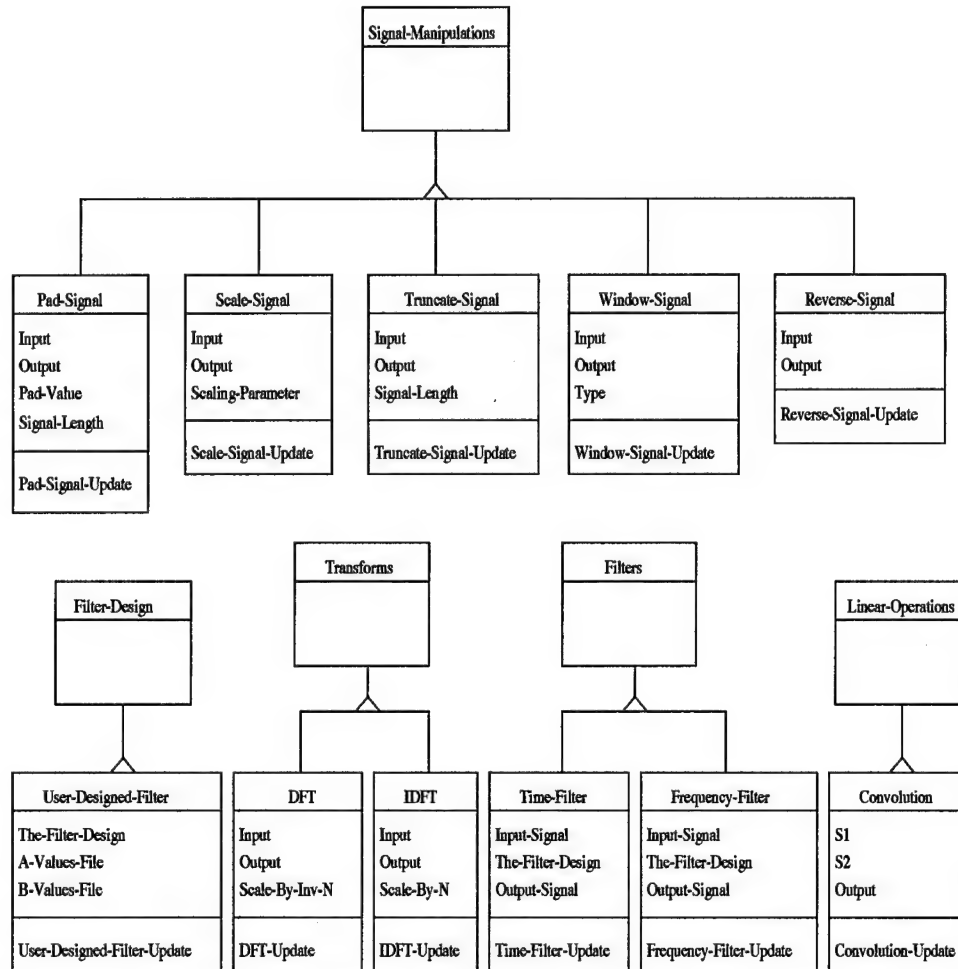 Signal-Manipulations
Pad-Signal
Input
Output
Pad-Value
Signal-Length
Pad-Signal-Update
Scale-Signal
Input
Output
Scaling-Parameter
Scale-Signal-Update
Truncate-Signal
Input
Output
Signal-Length
Truncate-Signal-Update
Window-Signal
Input
Output
Type
Window-Signal-Update
Reverse-Signal
Input
Output
Reverse-Signal-Update
Filter-Design
Transforms
Filters
Linear-Operations
User-Designed-Filter
The-Filter-Design
A-Values-File
B-Values-File
User-Designed-Filter-Update
DFT
Input
Output
Scale-By-Inv-N
DFT-Update
IDFT
Input
Output
Scale-By-N
IDFT-Update
Time-Filter
Input-Signal
The-Filter-Design
Output-Signal
Time-Filter-Update
Frequency-Filter
Input-Signal
The-Filter-Design
Output-Signal
Frequency-Filter-Update
Convolution
S1
S2
Output
Convolution-Update